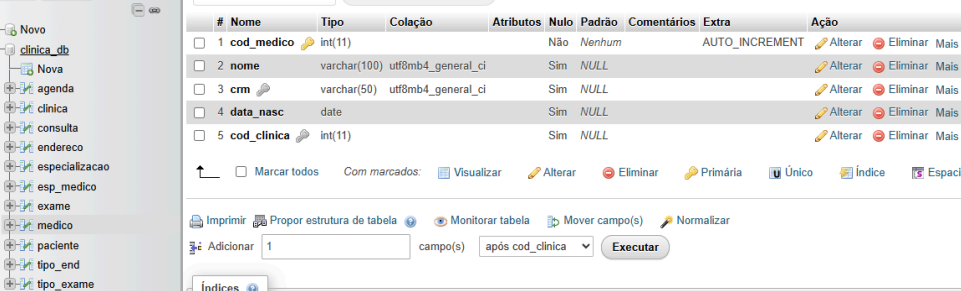 Novo
clinica_db
Nova
agenda
clinica
consulta
endereco
especializacao
esp_medico
exame
medico
paciente
tipo_end
tipo_exame
# Nome Tipo Colação Atributos Nulo Padrão Comentários Extra Ação
1 cod_medico int(11) Não Nenhum AUTO_INCREMENT Alterar Eliminar Mais
2 nome varchar(100) utf8mb4_general_ci Sim NULL Alterar Eliminar Mais
3 crm varchar(50) utf8mb4_general_ci Sim NULL Alterar Eliminar Mais
4 data_nasc date Sim NULL Alterar Eliminar Mais
5 cod_clinica int(11) Sim NULL Alterar Eliminar Mais
Marcar todos Com marcados: Visualizar Alterar Eliminar Primária Único Índice Espaci
Imprimir Propor estrutura de tabela Monitorar tabela Mover campo(s) Normalizar
Adicionar 1 campo(s) após cod_clinica Executar
Índices